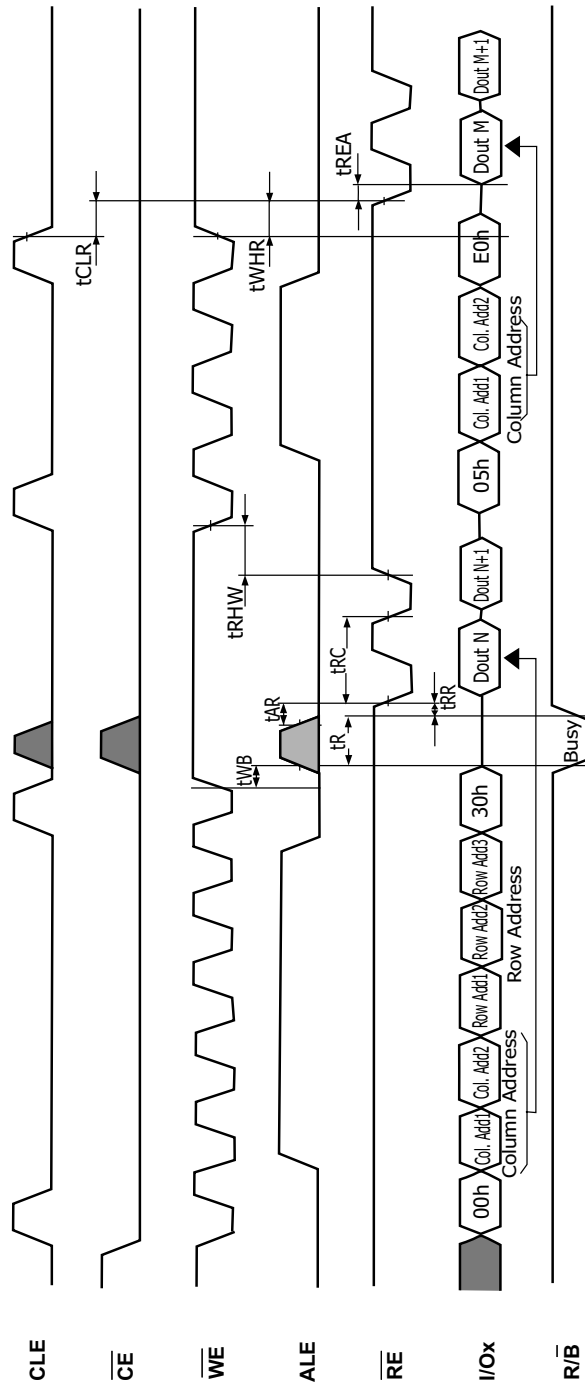 CLE
tCLR
CE
WE
tWB
tRHW
tWHR
ALE
tAR
RE
tR
tRR
tRC
tREA
I/Ox
00h
Col. Add1
Col. Add2
Row Add1
Row Add2
Row Add3
30h
Dout N
Dout N+1
05h
Col. Add1
Col. Add2
E0h
Dout M
Dout M+1
Column Address
Row Address
Column Address
R/B
Busy